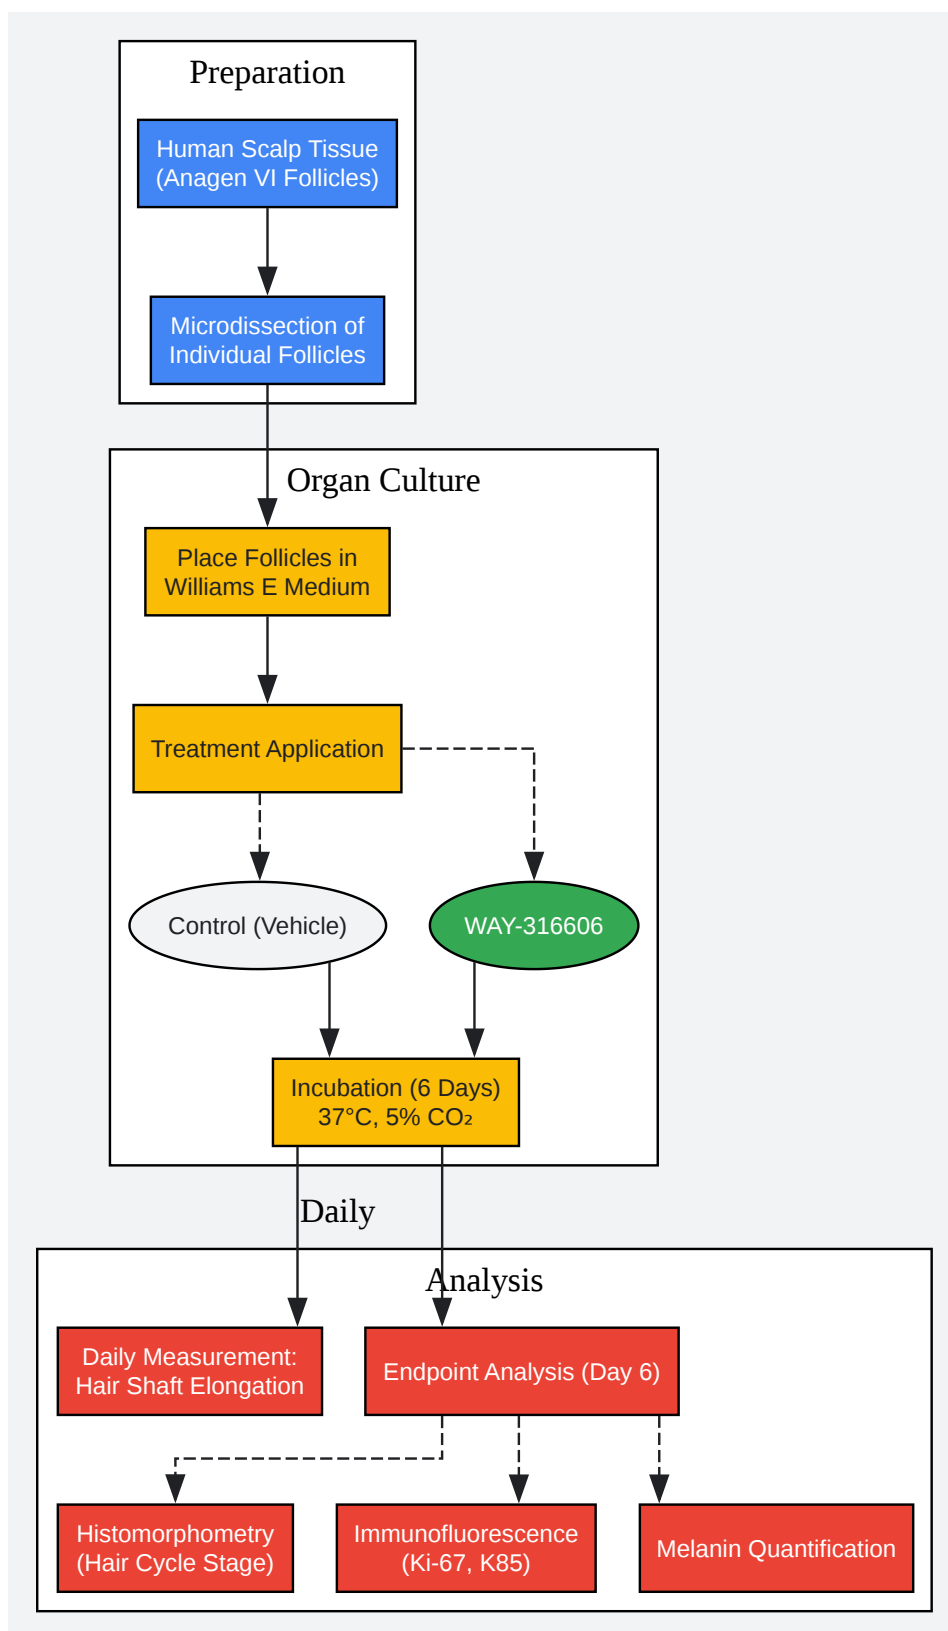 Preparation
Human Scalp Tissue
(Anagen VI Follicles)
Microdissection of
Individual Follicles
Organ Culture
Place Follicles in
Williams E Medium
Treatment Application
Control (Vehicle)
WAY-316606
Incubation (6 Days)
37°C, 5% CO₂
Daily
Analysis
Daily Measurement:
Hair Shaft Elongation
Endpoint Analysis (Day 6)
Histomorphometry
(Hair Cycle Stage)
Immunofluorescence
(Ki-67, K85)
Melanin Quantification